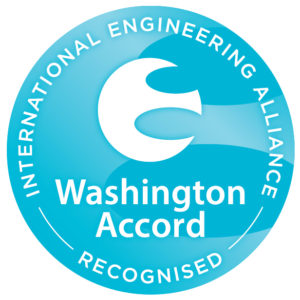 INTERNATIONAL ENGINEERING ALLIANCE
Washington
Accord
RECOGNISED